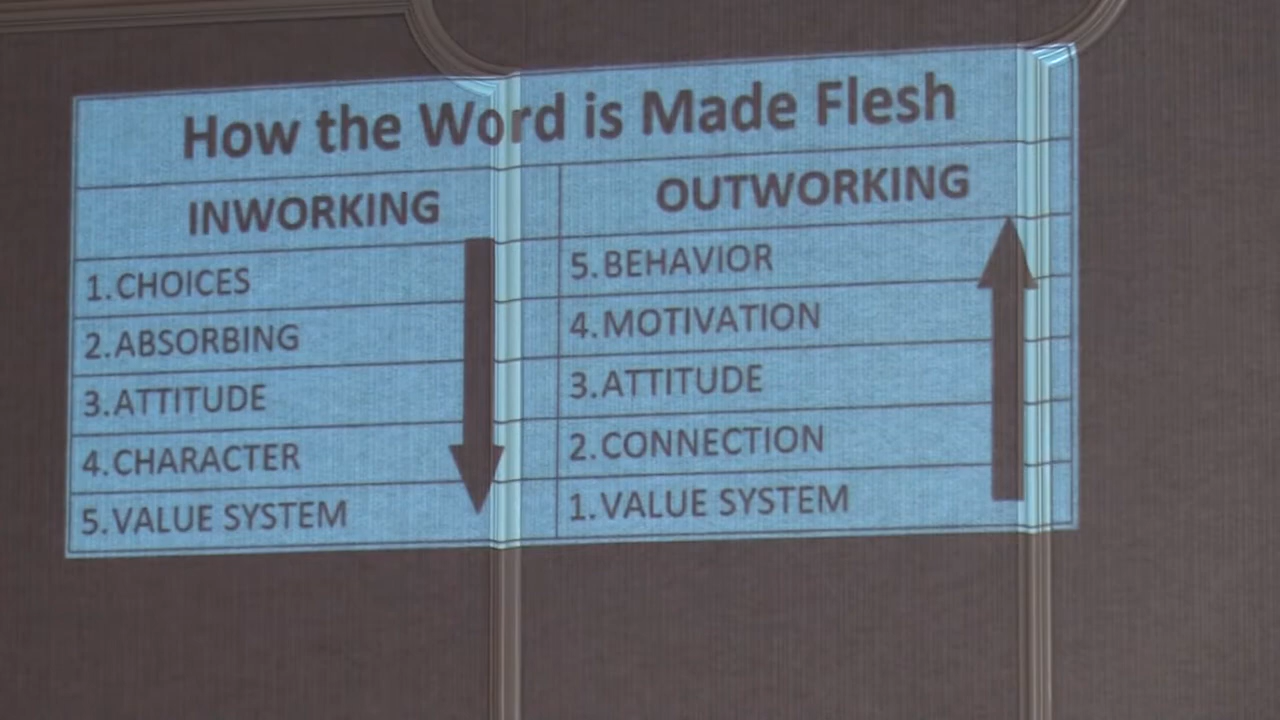 How the Word is Made Flesh
INWORKING OUTWORKING
1.CHOICES 5.BEHAVIOR
2.ABSORBING 4.MOTIVATION
3.ATTITUDE 3.ATTITUDE
4.CHARACTER 2.CONNECTION
5.VALUE SYSTEM 1.VALUE SYSTEM